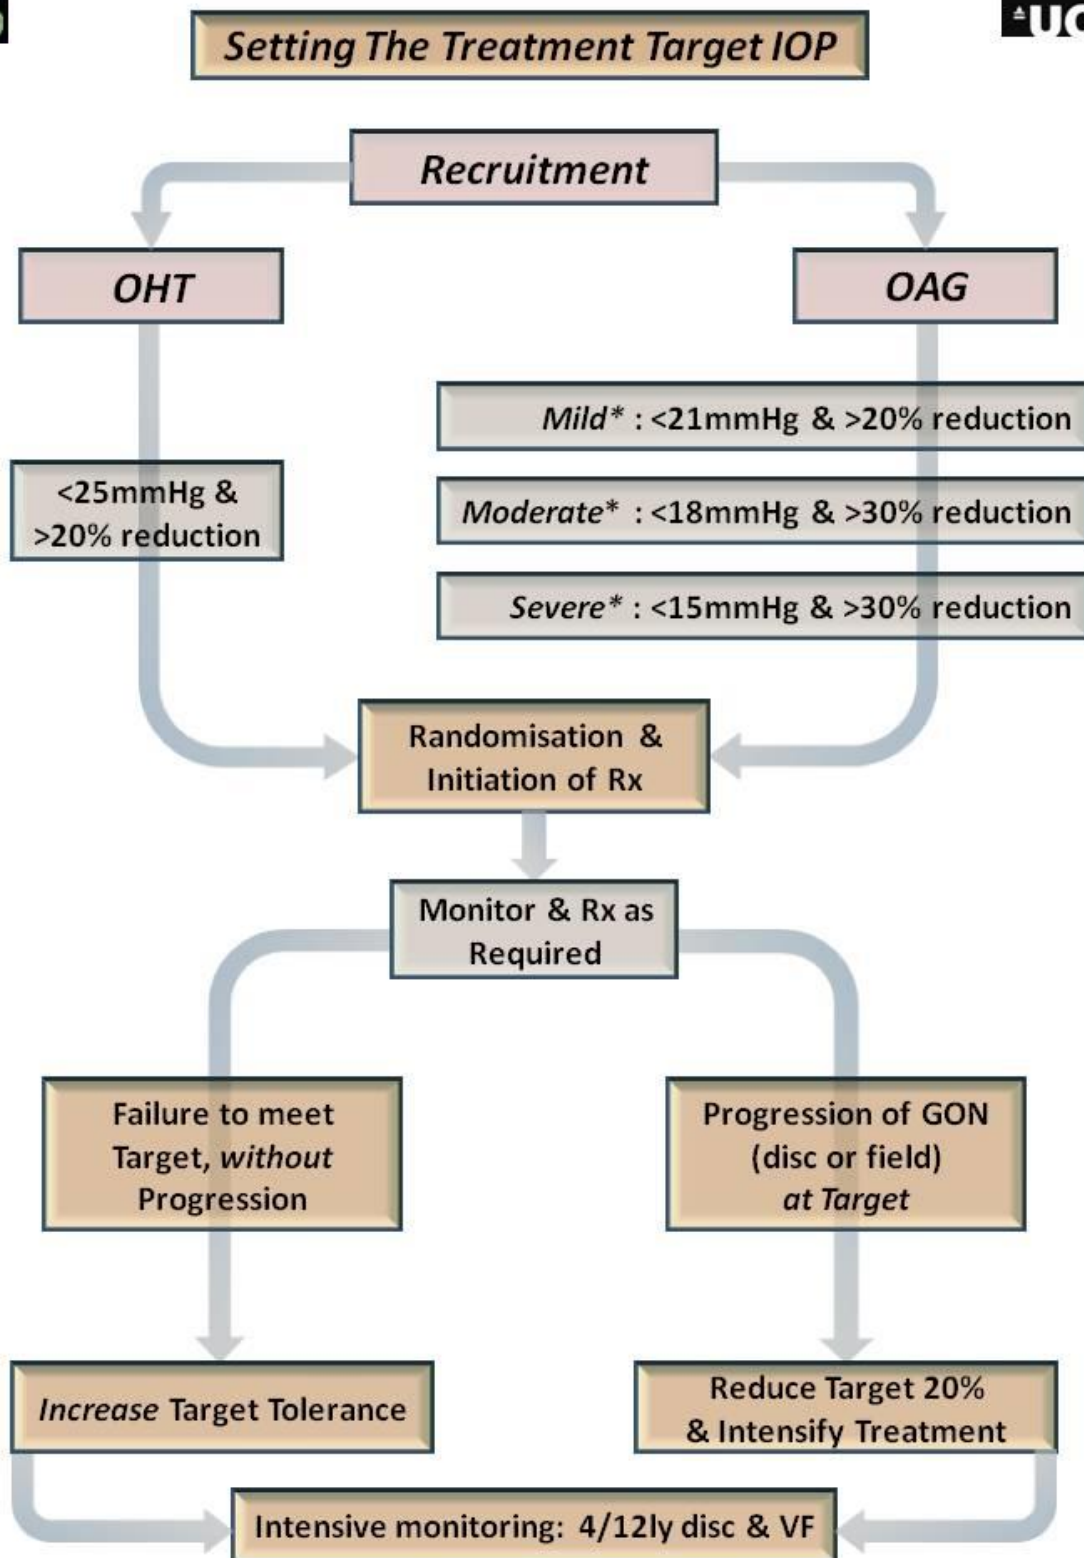 UC
Setting The Treatment Target IOP
Recruitment
OHT
OAG
Mild* : <21mmHg & >20% reduction
<25mmHg &
>20% reduction
Moderate* : <18mmHg & >30% reduction
Severe* : <15mmHg & >30% reduction
Randomisation &
Initiation of Rx
Monitor & Rx as
Required
Failure to meet
Target, without
Progression
Progression of GON
(disc or field)
at Target
Increase Target Tolerance
Reduce Target 20%
& Intensify Treatment
Intensive monitoring: 4/12ly disc & VF